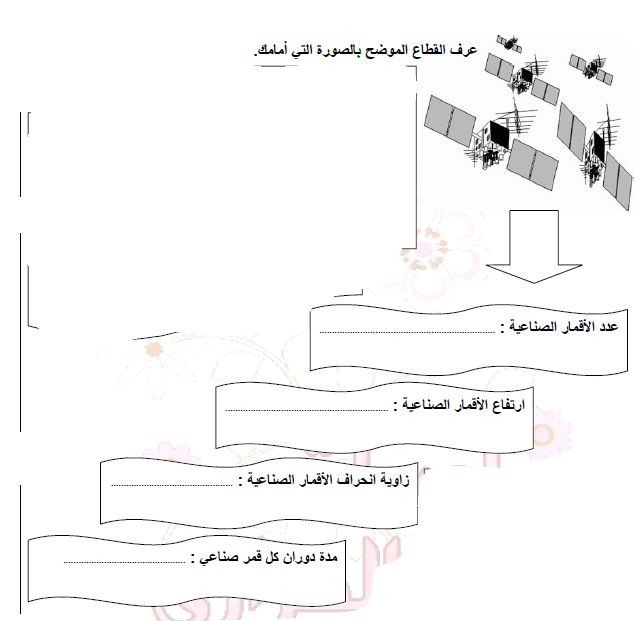 عرف القطاع الموضح بالصورة التي أمامك.
عدد الأقمار الصناعية : ............................................................
ارتفاع الأقمار الصناعية : ............................................................
زاوية انحراف الأقمار الصناعية : ..........................................
مدة دوران كل قمر صناعي : ..........................................